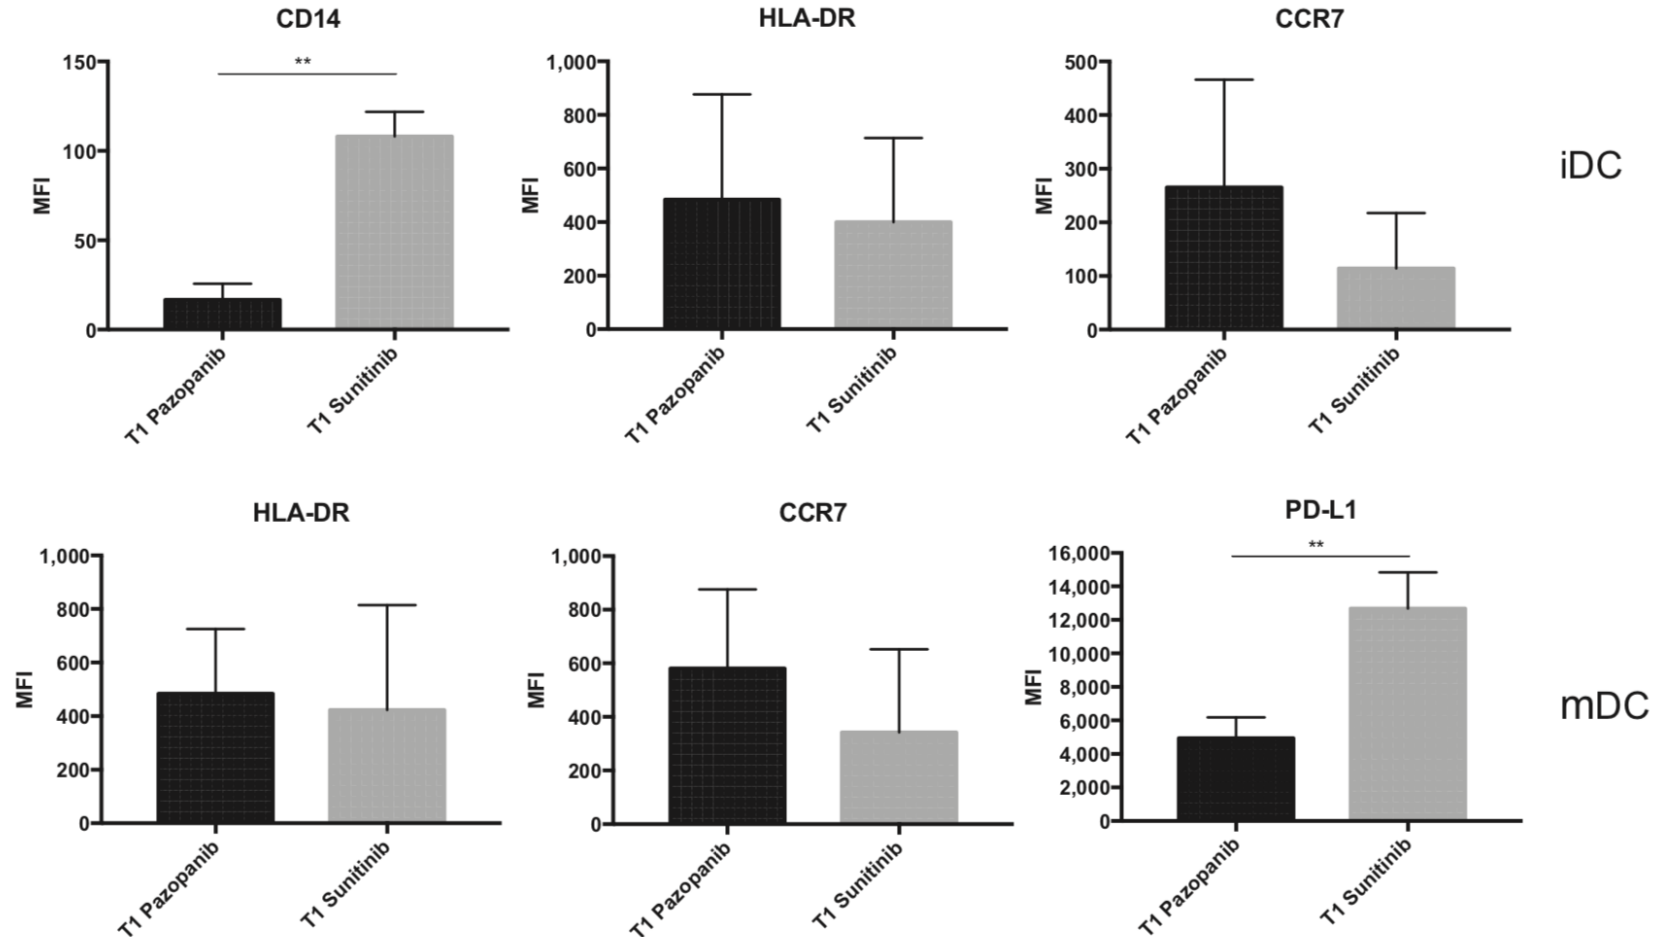 CD14
HLA-DR
CCR7
**
150
100
50
0
MFI
T1 Pazopanib
T1 Sunitinib
1,000
800
600
400
200
0
MFI
T1 Pazopanib
T1 Sunitinib
500
400
300
200
100
0
MFI
T1 Pazopanib
T1 Sunitinib
iDC
HLA-DR
CCR7
PD-L1
1,000
800
600
400
200
0
MFI
T1 Pazopanib
T1 Sunitinib
1,000
800
600
400
200
0
MFI
T1 Pazopanib
T1 Sunitinib
**
16,000
14,000
12,000
10,000
8,000
6,000
4,000
2,000
0
MFI
T1 Pazopanib
T1 Sunitinib
mDC